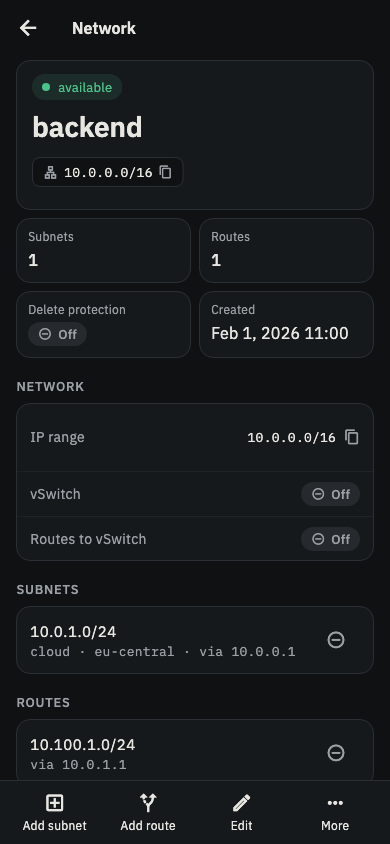 Network
available
backend
10.0.0.0/16
Subnets
1
Routes
1
Delete protection
Off
Created
Feb 1, 2026 11:00
NETWORK
IP range
10.0.0.0/16
vSwitch
Off
Routes to vSwitch
Off
SUBNETS
10.0.1.0/24
cloud · eu-central · via 10.0.0.1
ROUTES
10.100.1.0/24
via 10.0.1.1
Add subnet
Add route
Edit
More